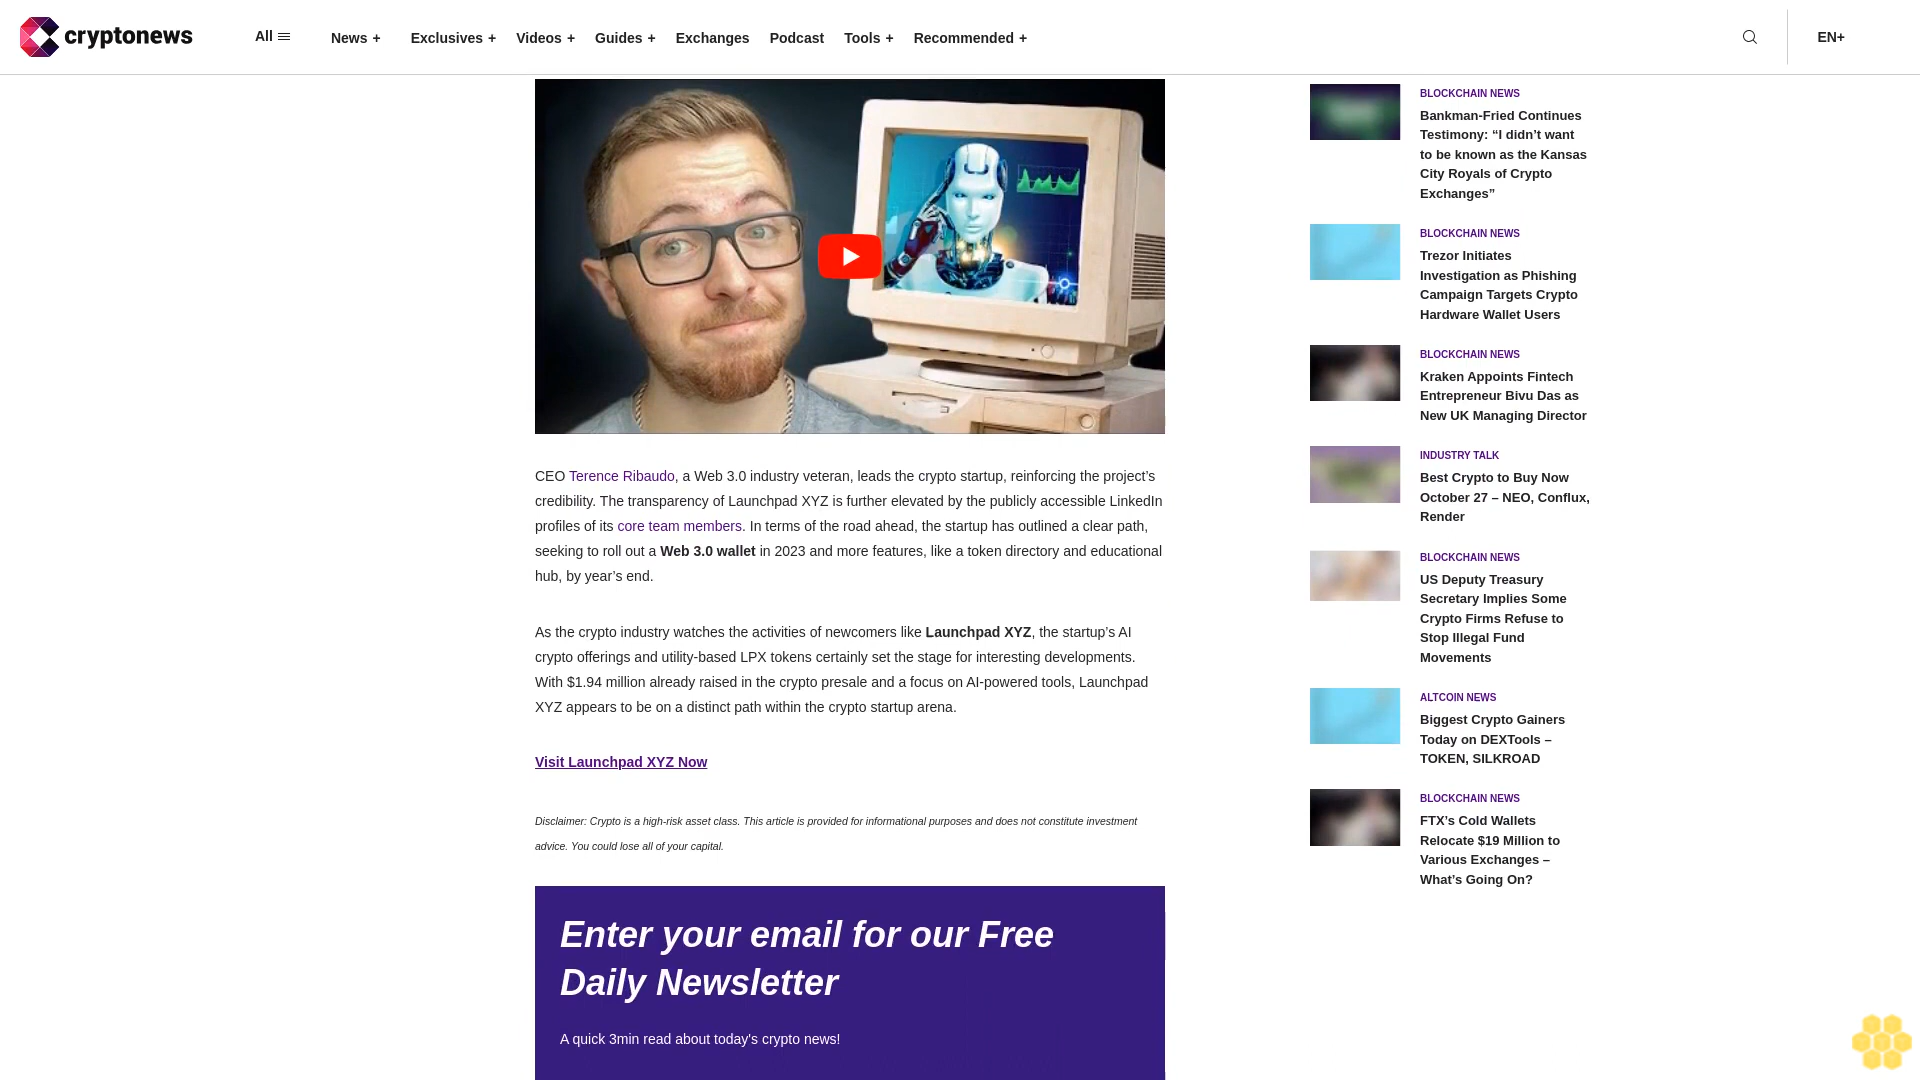 cryptonews
All
News +
Exclusives +
Videos +
Guides +
Exchanges
Podcast
Tools +
Recommended +
EN+
CEO Terence Ribaudo, a Web 3.0 industry veteran, leads the crypto startup, reinforcing the project’s
credibility. The transparency of Launchpad XYZ is further elevated by the publicly accessible LinkedIn
profiles of its core team members. In terms of the road ahead, the startup has outlined a clear path,
seeking to roll out a Web 3.0 wallet in 2023 and more features, like a token directory and educational
hub, by year’s end.
As the crypto industry watches the activities of newcomers like Launchpad XYZ, the startup’s AI
crypto offerings and utility-based LPX tokens certainly set the stage for interesting developments.
With $1.94 million already raised in the crypto presale and a focus on AI-powered tools, Launchpad
XYZ appears to be on a distinct path within the crypto startup arena.
Visit Launchpad XYZ Now
Disclaimer: Crypto is a high-risk asset class. This article is provided for informational purposes and does not constitute investment
advice. You could lose all of your capital.
Enter your email for our Free
Daily Newsletter
A quick 3min read about today's crypto news!
BLOCKCHAIN NEWS
Bankman-Fried Continues
Testimony: “I didn’t want
to be known as the Kansas
City Royals of Crypto
Exchanges”
BLOCKCHAIN NEWS
Trezor Initiates
Investigation as Phishing
Campaign Targets Crypto
Hardware Wallet Users
BLOCKCHAIN NEWS
Kraken Appoints Fintech
Entrepreneur Bivu Das as
New UK Managing Director
INDUSTRY TALK
Best Crypto to Buy Now
October 27 – NEO, Conflux,
Render
BLOCKCHAIN NEWS
US Deputy Treasury
Secretary Implies Some
Crypto Firms Refuse to
Stop Illegal Fund
Movements
ALTCOIN NEWS
Biggest Crypto Gainers
Today on DEXTools –
TOKEN, SILKROAD
BLOCKCHAIN NEWS
FTX’s Cold Wallets
Relocate $19 Million to
Various Exchanges –
What’s Going On?